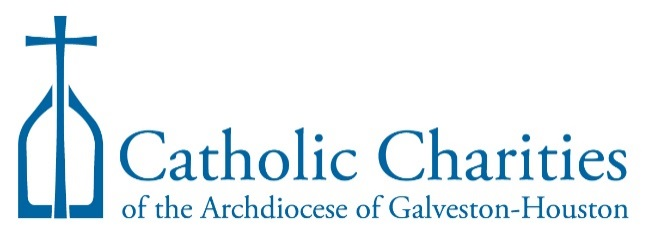 Catholic Charities
of the Archdiocese of Galveston-Houston